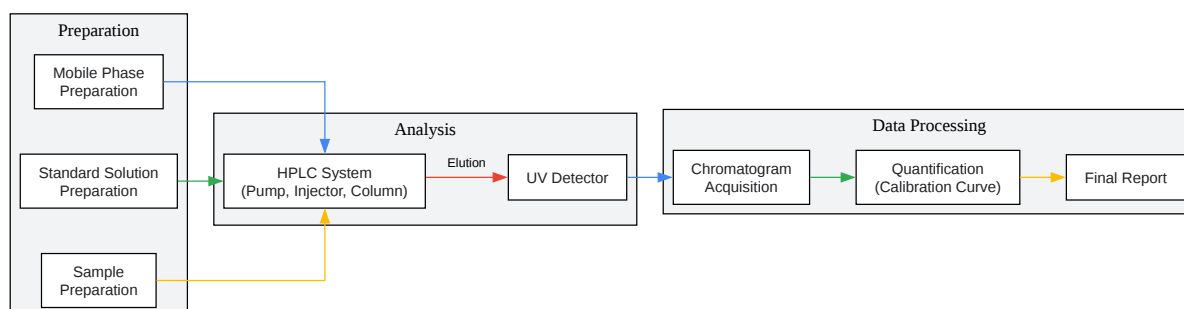 Preparation
Mobile Phase
Preparation
Standard Solution
Preparation
Sample
Preparation
Analysis
HPLC System
(Pump, Injector, Column)
Elution
UV Detector
Data Processing
Chromatogram
Acquisition
Quantification
(Calibration Curve)
Final Report